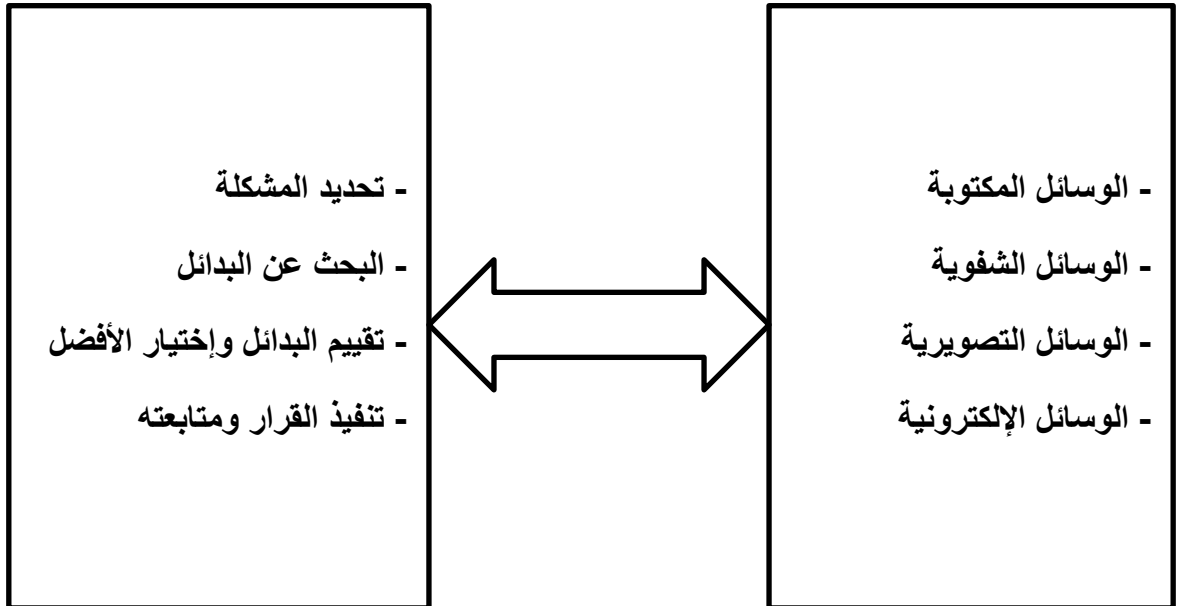 - الوسائل المكتوبة
- الوسائل الشفوية
- الوسائل التصويرية
- الوسائل الإلكترونية
- تحديد المشكلة
- البحث عن البدائل
- تقييم البدائل وإختيار الأفضل
- تنفيذ القرار ومتابعته